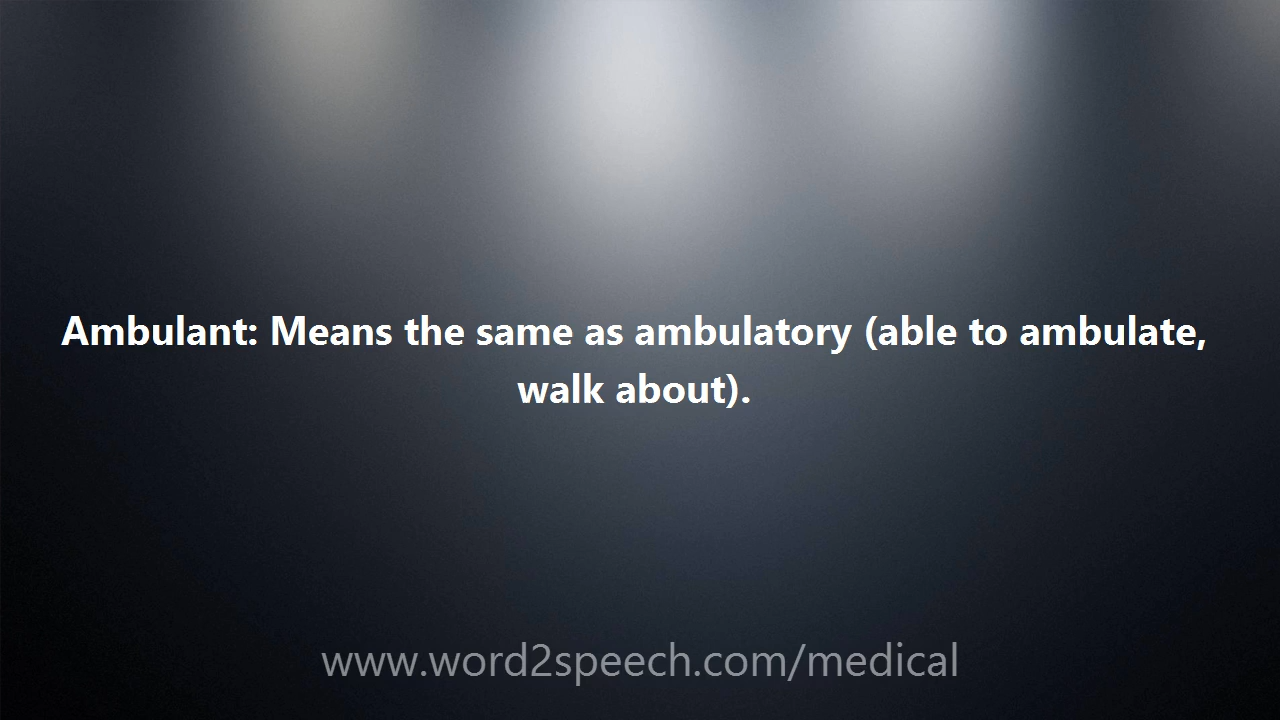 Ambulant: Means the same as ambulatory (able to ambulate,
walk about).
www.word2speech.com/medical